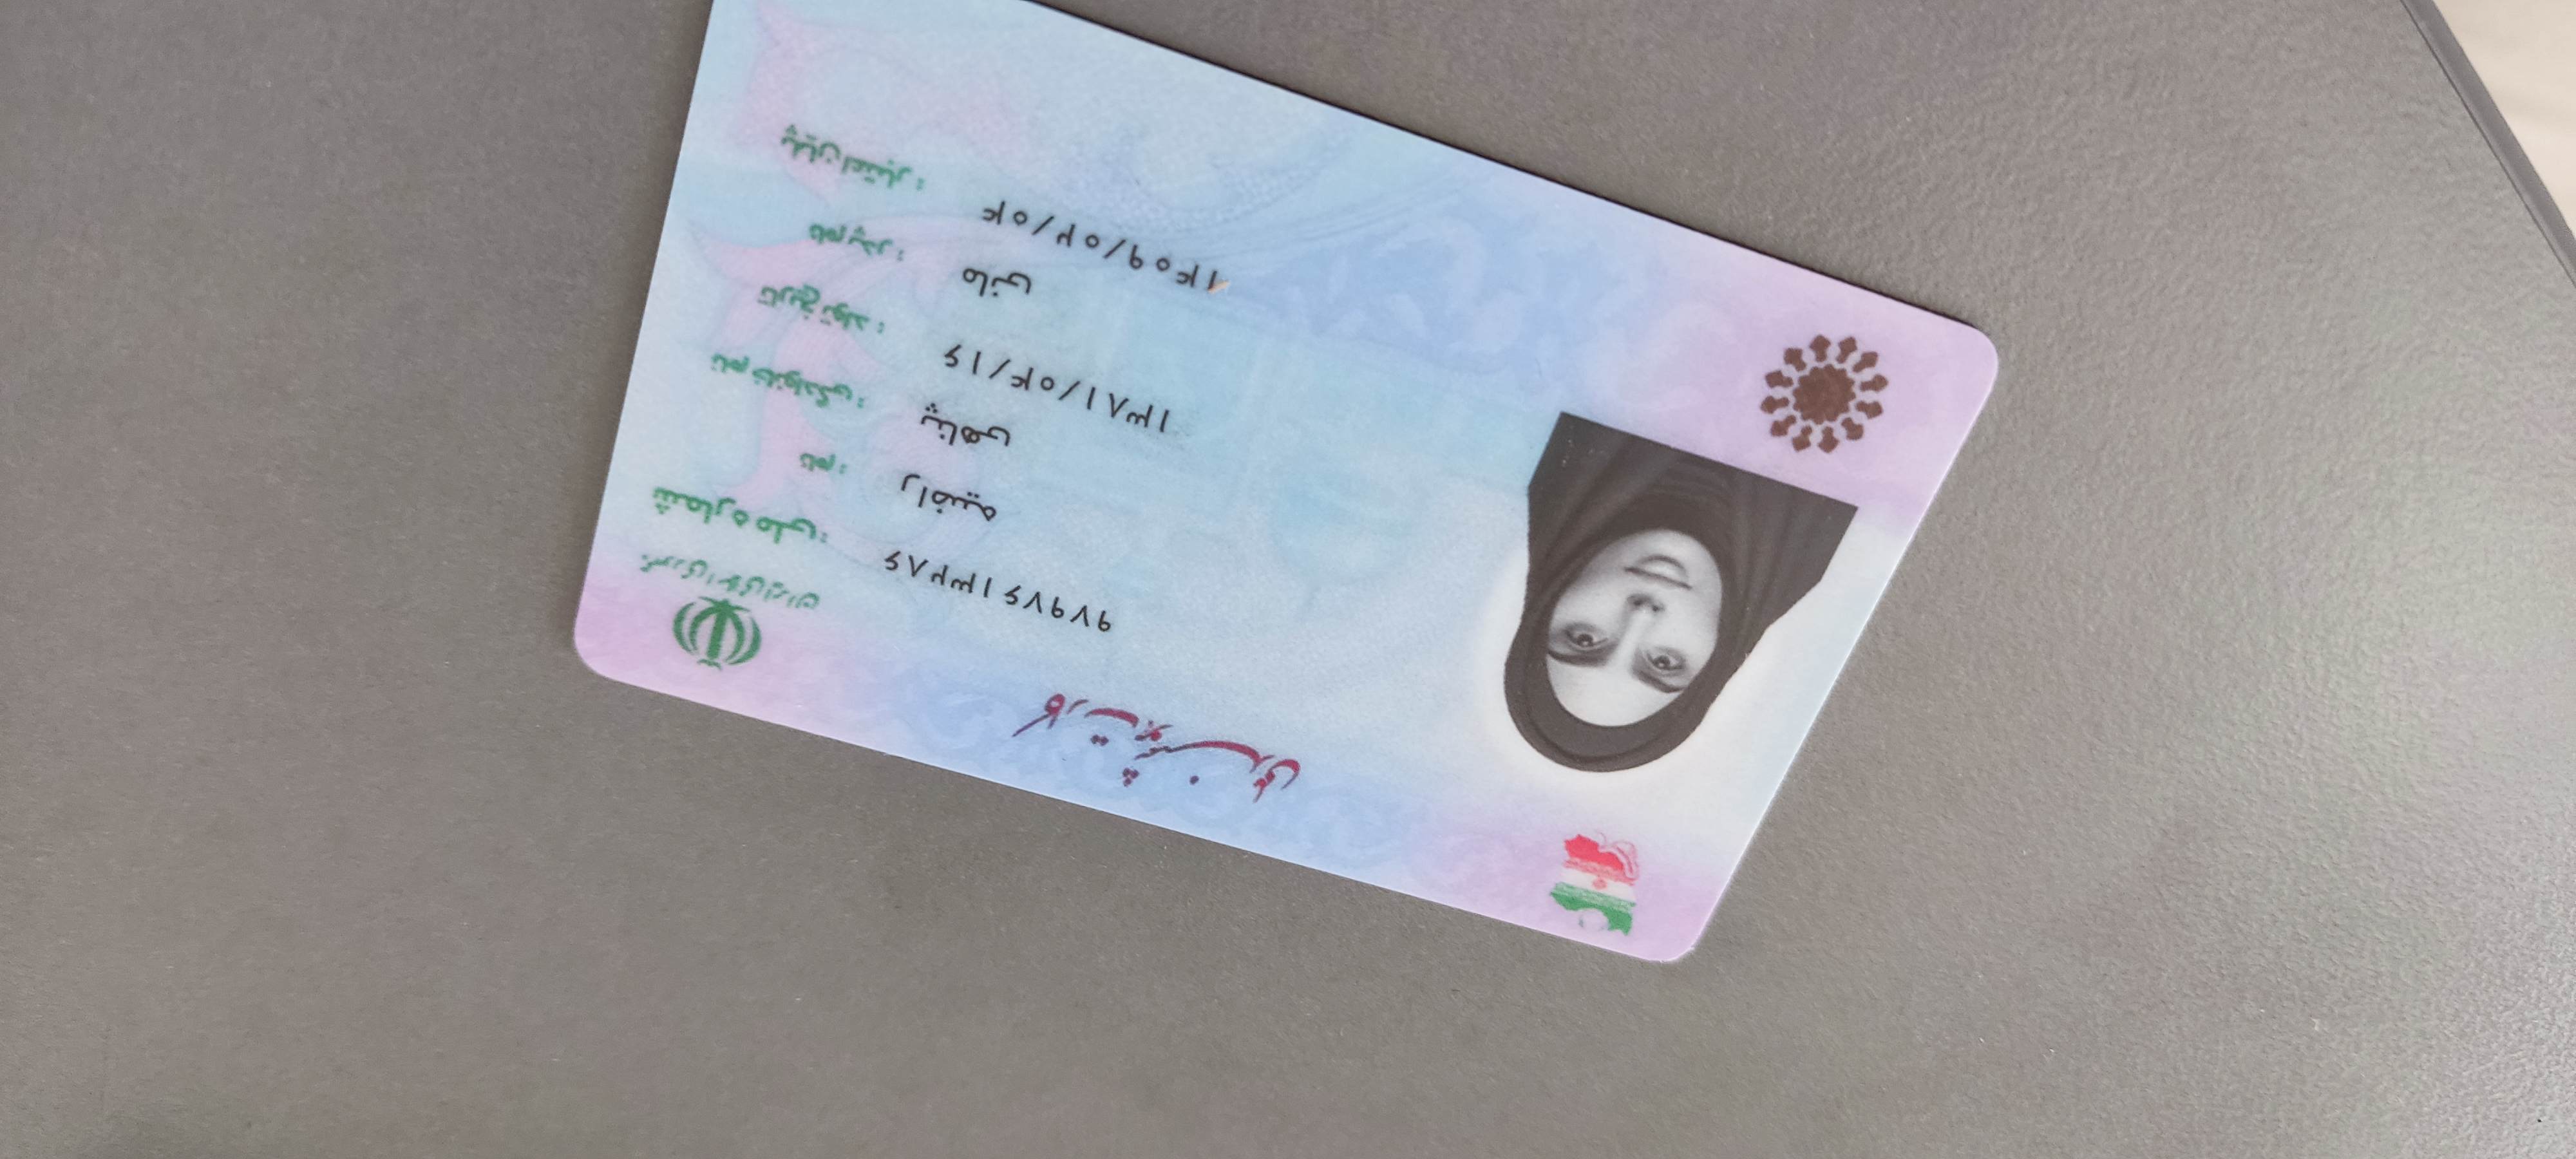 کارت هوشمند ملی
جمهوری اسلامی ایران
شماره ملی: ۹۷۹۷۶۱۳۲۸۶
نام: راضیه
نام خانوادگی: پناهی
تاریخ تولد: ۱۳۸۱/۰۴/۱۶
نام پدر: مانی
پایان اعتبار: ۱۴۰۹/۰۲/۰۴